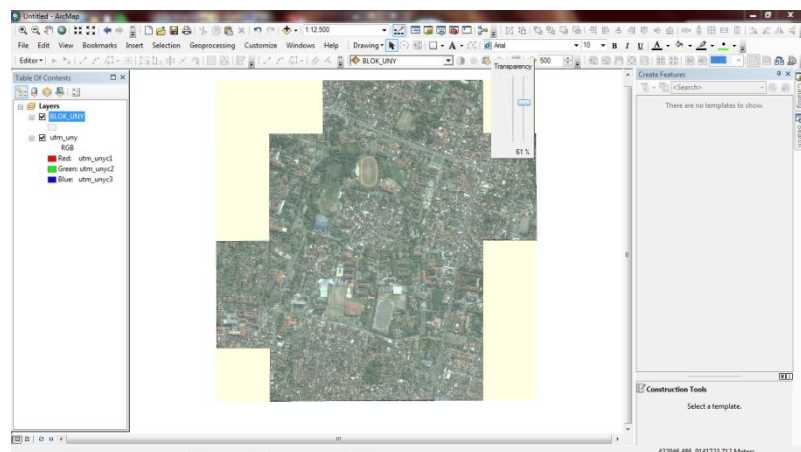 Untitled - ArcMap
1:12.500
File Edit View Bookmarks Insert Selection Geoprocessing Customize Windows Help
Drawing
A
Arial
10
B I U A
Editor
BLOK_UNY
500
Table Of Contents
Layers
BLOK_UNY
utm_uny
RGB
Red: utm_unyc1
Green: utm_unyc2
Blue: utm_unyc3
Transparency
61 %
Create Features
<Search>
There are no templates to show.
Construction Tools
Select a template.
Catalog
Search